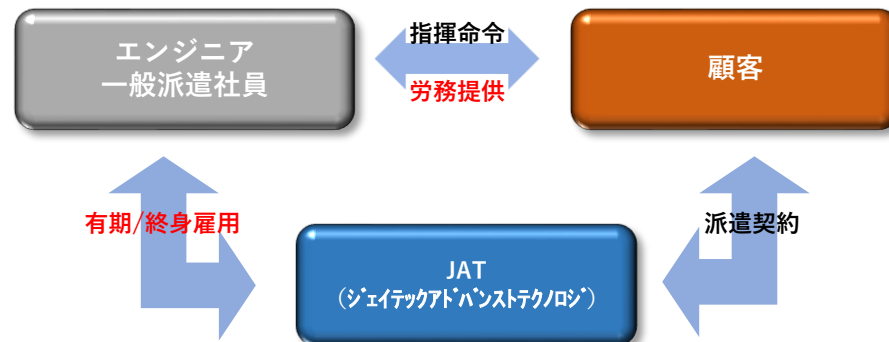 エンジニア
一般派遣社員
指揮命令
労務提供
顧客
有期/終身雇用
派遣契約
JAT
(ｼﾞｪｲﾃｯｸｱﾄﾞﾊﾞﾝｽﾄﾃｸﾉﾛｼﾞ)